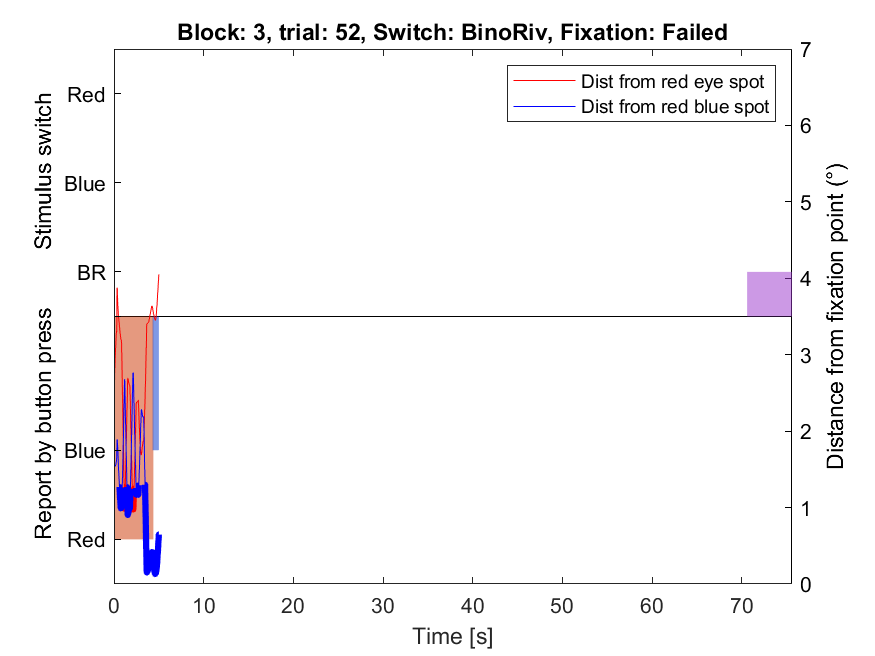 Block: 3, trial: 52, Switch: BinoRiv, Fixation: Failed
Dist from red eye spot
Dist from red blue spot
Stimulus switch
Red
Blue
BR
Report by button press
Blue
Red
7
6
5
4
3
2
1
0
Distance from fixation point (°)
0 10 20 30 40 50 60 70
Time [s]